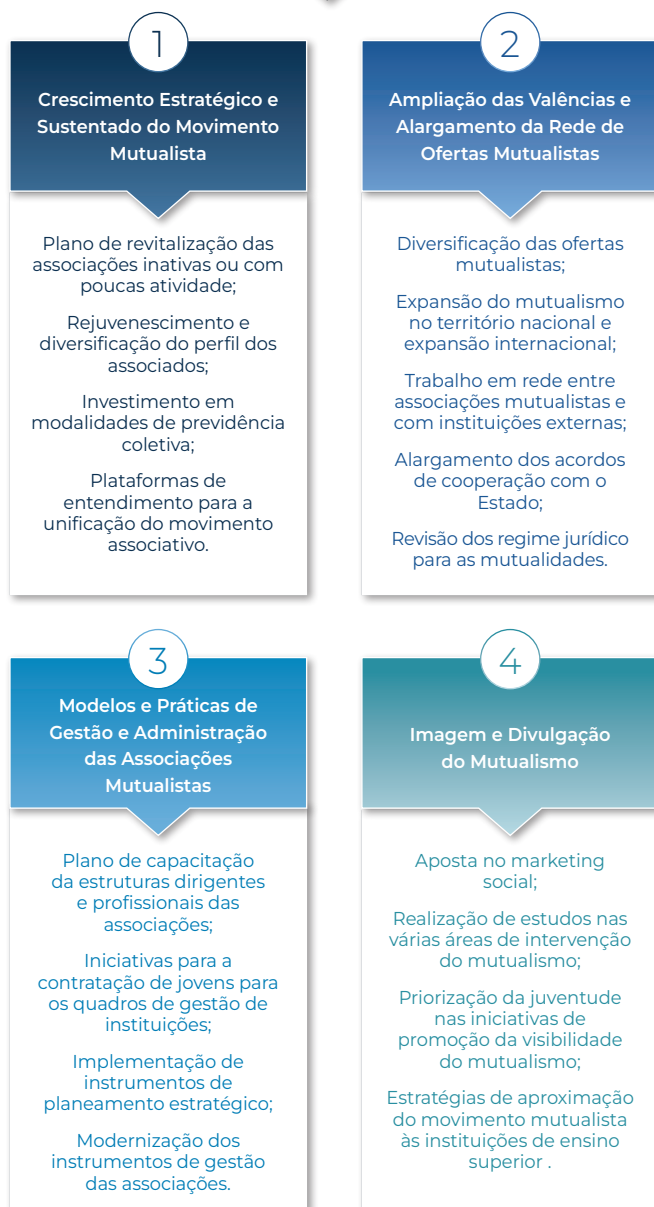 1
Crescimento Estratégico e
Sustentado do Movimento
Mutualista
Plano de revitalização das
associações inativas ou com
poucas atividade;
Rejuvenescimento e
diversificação do perfil dos
associados;
Investimento em
modalidades de previdência
coletiva;
Plataformas de
entendimento para a
unificação do movimento
associativo.
2
Ampliação das Valências e
Alargamento da Rede de
Ofertas Mutualistas
Diversificação das ofertas
mutualistas;
Expansão do mutualismo
no território nacional e
expansão internacional;
Trabalho em rede entre
associações mutualistas e
com instituições externas;
Alargamento dos acordos
de cooperação com o
Estado;
Revisão dos regime jurídico
para as mutualidades.
3
Modelos e Práticas de
Gestão e Administração
das Associações
Mutualistas
Plano de capacitação
da estruturas dirigentes
e profissionais das
associações;
Iniciativas para a
contratação de jovens para
os quadros de gestão de
instituições;
Implementação de
instrumentos de
planeamento estratégico;
Modernização dos
instrumentos de gestão
das associações.
4
Imagem e Divulgação
do Mutualismo
Aposta no marketing
social;
Realização de estudos nas
várias áreas de intervenção
do mutualismo;
Priorização da juventude
nas iniciativas de
promoção da visibilidade
do mutualismo;
Estratégias de aproximação
do movimento mutualista
às instituições de ensino
superior .